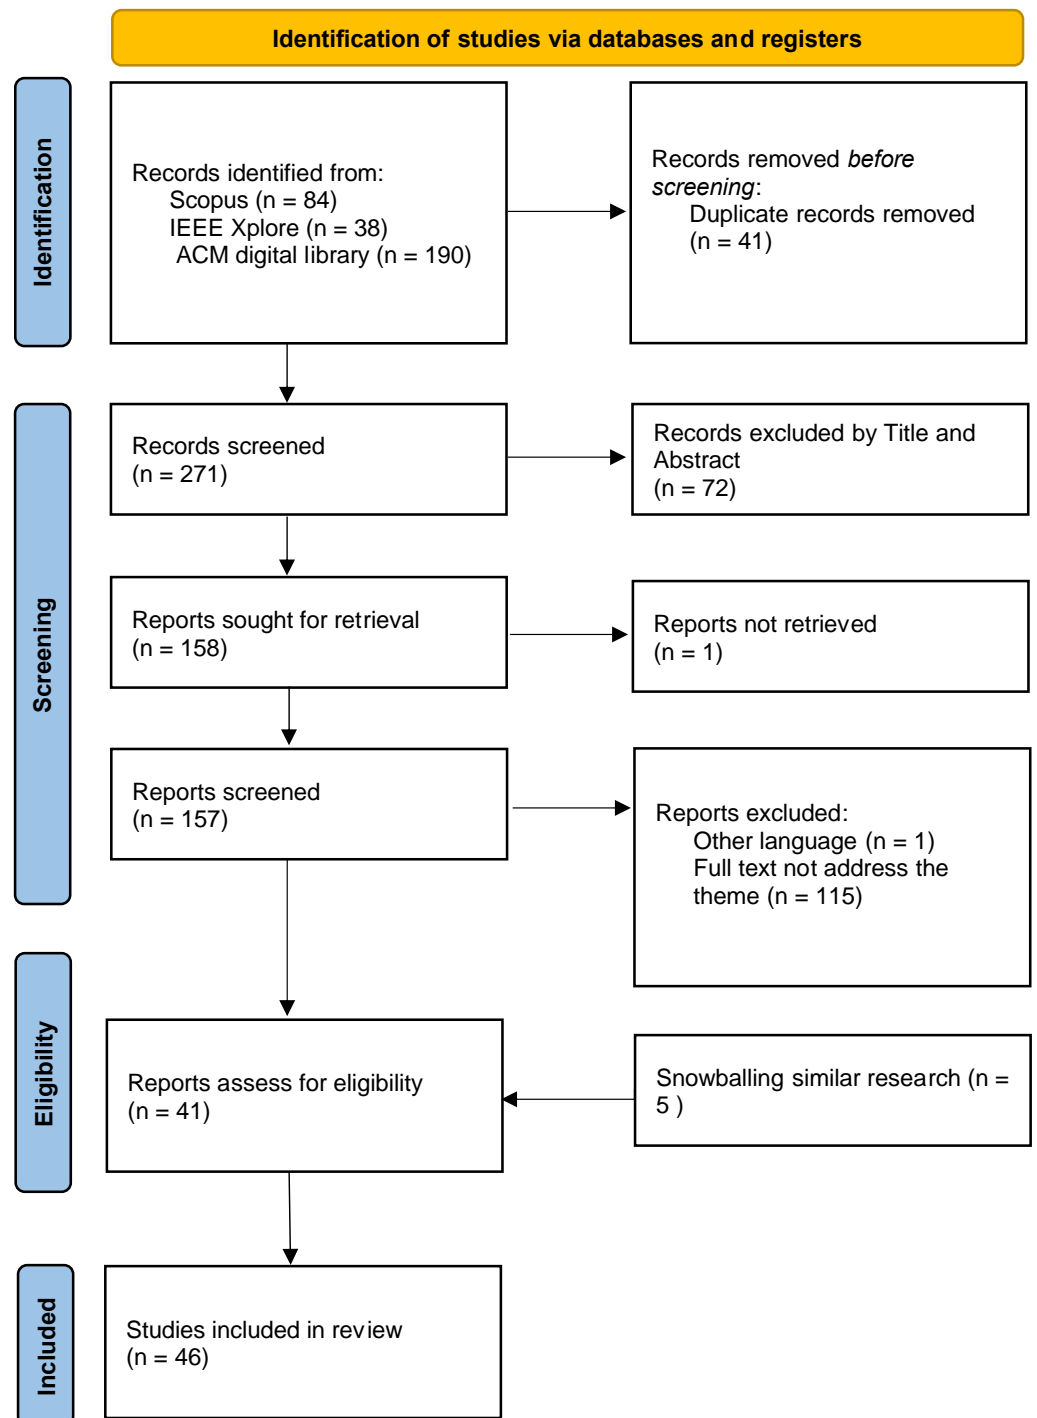 Identification of studies via databases and registers
Identification
Records identified from:
Scopus (n = 84)
IEEE Xplore (n = 38)
ACM digital library (n = 190)
Records removed before
screening:
Duplicate records removed
(n = 41)
Screening
Records screened
(n = 271)
Records excluded by Title and
Abstract
(n = 72)
Reports sought for retrieval
(n = 158)
Reports not retrieved
(n = 1)
Reports screened
(n = 157)
Reports excluded:
Other language (n = 1)
Full text not address the
theme (n = 115)
Eligibility
Reports assess for eligibility
(n = 41)
Snowballing similar research (n =
5 )
Included
Studies included in review
(n = 46)